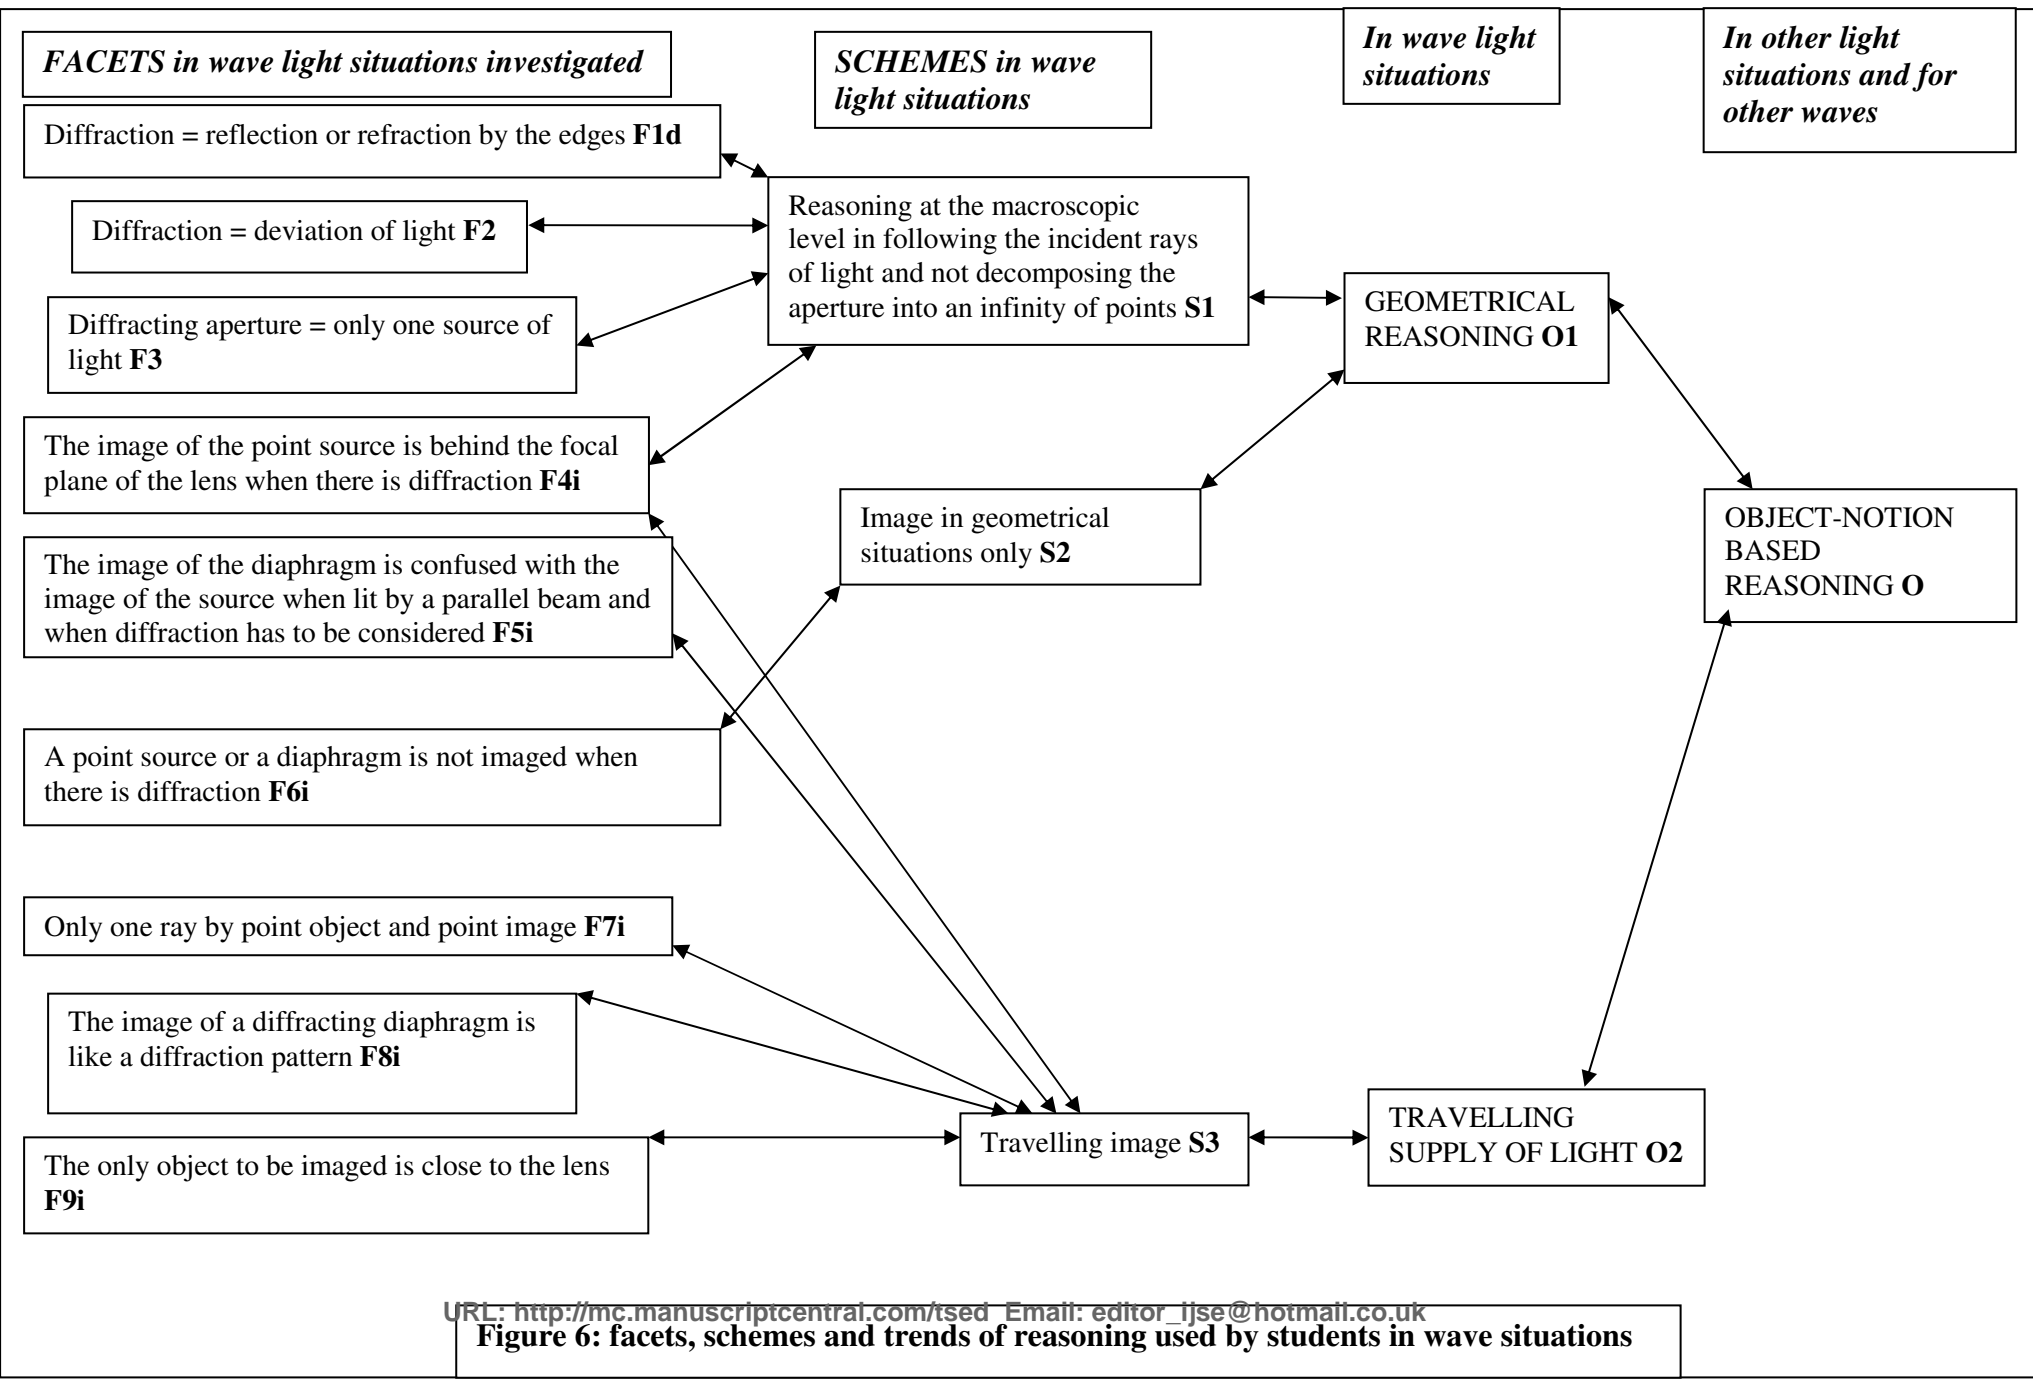 FACETS in wave light situations investigated
SCHEMES in wave
light situations
In wave light
situations
In other light
situations and for
other waves
Diffraction = reflection or refraction by the edges F1d
Diffraction = deviation of light F2
Diffracting aperture = only one source of
light F3
The image of the point source is behind the focal
plane of the lens when there is diffraction F4i
The image of the diaphragm is confused with the
image of the source when lit by a parallel beam and
when diffraction has to be considered F5i
A point source or a diaphragm is not imaged when
there is diffraction F6i
Only one ray by point object and point image F7i
The image of a diffracting diaphragm is
like a diffraction pattern F8i
The only object to be imaged is close to the lens
F9i
Reasoning at the macroscopic
level in following the incident rays
of light and not decomposing the
aperture into an infinity of points S1
Image in geometrical
situations only S2
Travelling image S3
GEOMETRICAL
REASONING O1
TRAVELLING
SUPPLY OF LIGHT O2
OBJECT-NOTION
BASED
REASONING O
URL: http://mc.manuscriptcentral.com/tsed Email: editor_ijse@hotmail.co.uk
Figure 6: facets, schemes and trends of reasoning used by students in wave situations